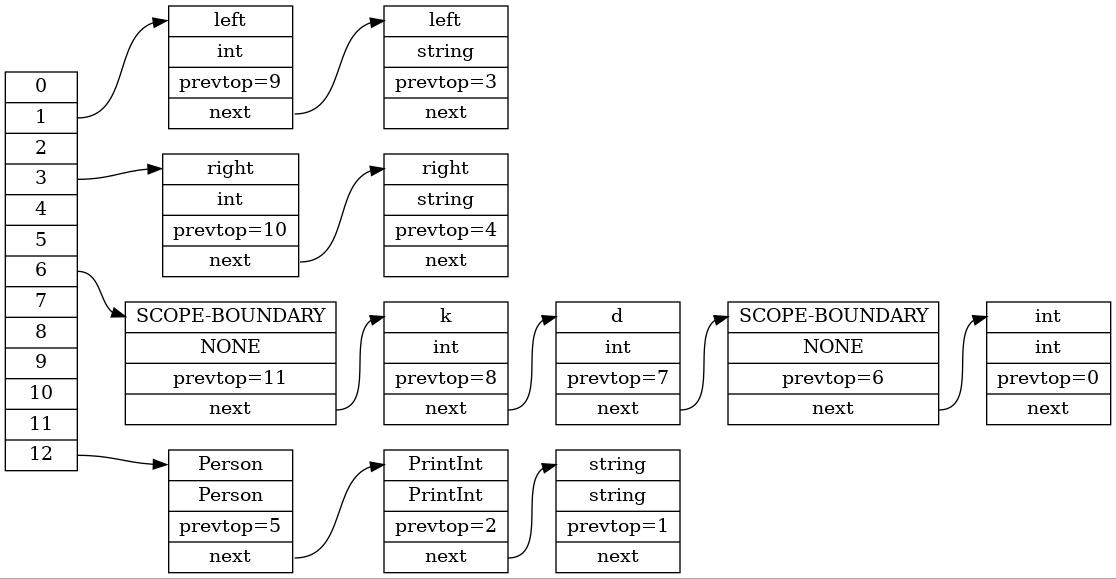 0
1
2
3
4
5
6
7
8
9
10
11
12
left
int
prevtop=9
next
left
string
prevtop=3
next
right
int
prevtop=10
next
right
string
prevtop=4
next
SCOPE-BOUNDARY
NONE
prevtop=11
next
k
int
prevtop=8
next
d
int
prevtop=7
next
SCOPE-BOUNDARY
NONE
prevtop=6
next
int
int
prevtop=0
next
Person
Person
prevtop=5
next
PrintInt
PrintInt
prevtop=2
next
string
string
prevtop=1
next